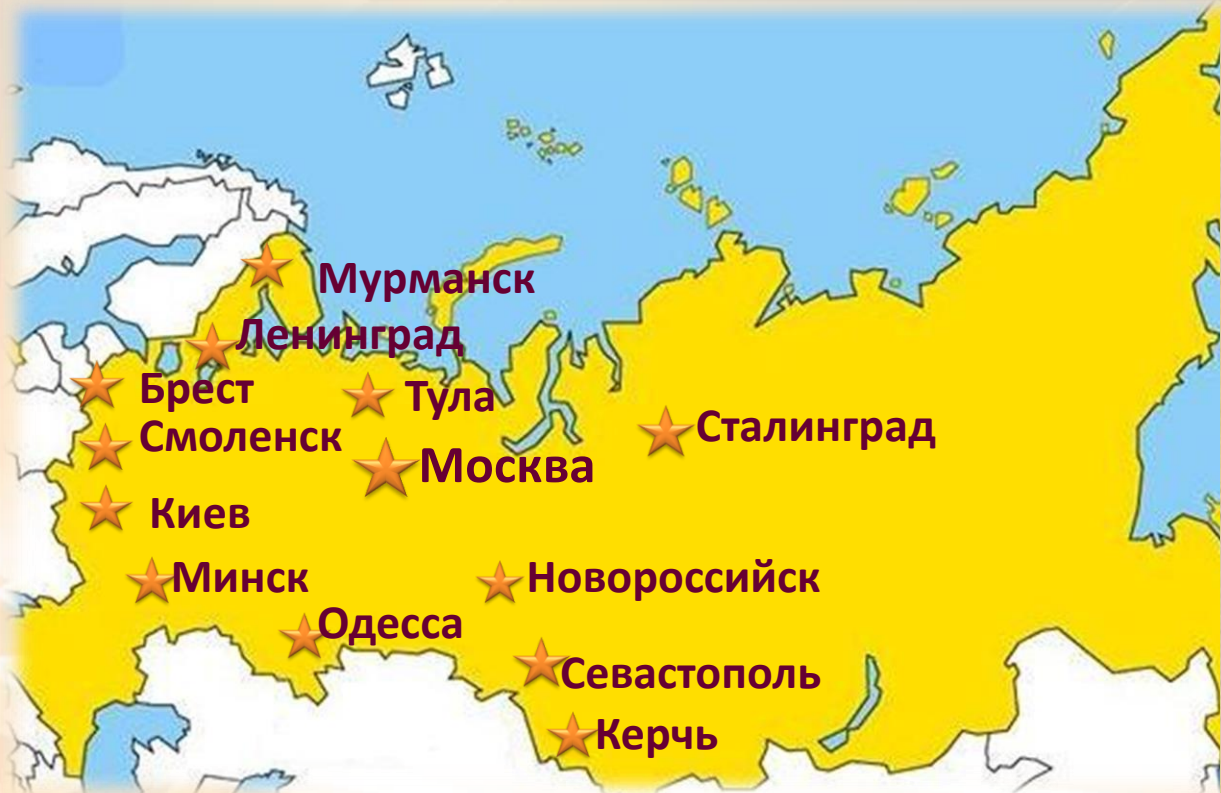 Мурманск
Ленинград
Брест
Тула
Смоленск
Сталинград
Москва
Киев
Минск
Новороссийск
Одесса
Севастополь
Керчь